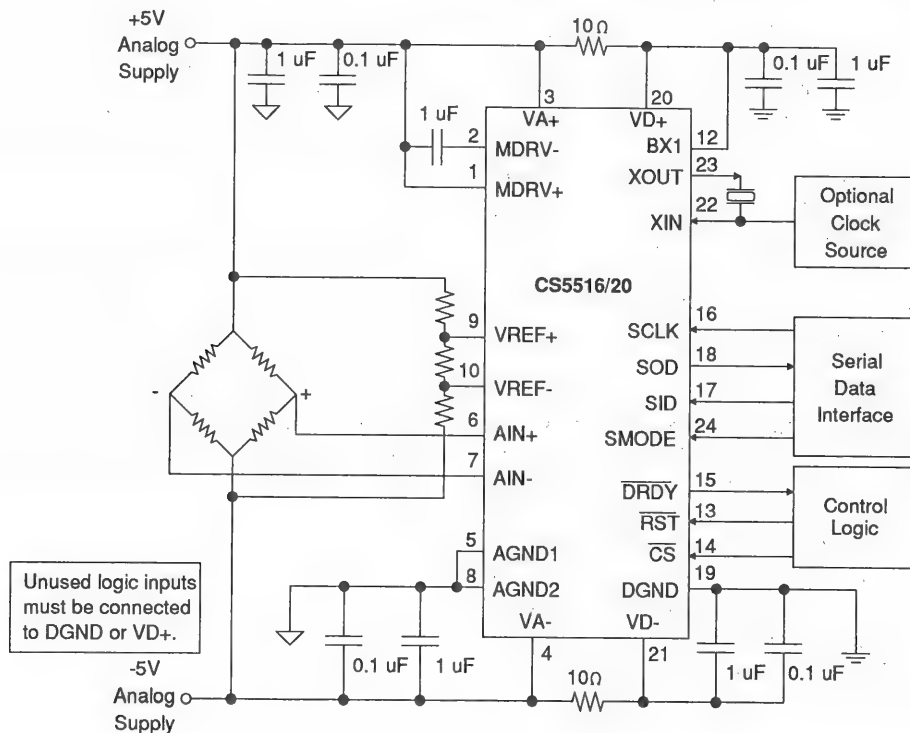 +5V
Analog
Supply
1 uF
0.1 uF
10Ω
0.1 uF
1 uF
3
20
VA+
VD+
1 uF
2
MDRV-
BX1
12
1
MDRV+
XOUT
23
XIN
22
Optional
Clock
Source
CS5516/20
9
VREF+
SCLK
16
10
VREF-
SOD
18
Serial
Data
Interface
-
+
SID
17
6
AIN+
SMODE
24
7
AIN-
DRDY
15
RST
13
Control
Logic
5
AGND1
CS
14
8
AGND2
DGND
19
Unused logic inputs
must be connected
to DGND or VD+.
VA-
VD-
4
21
0.1 uF
1 uF
1 uF
0.1 uF
10Ω
-5V
Analog
Supply